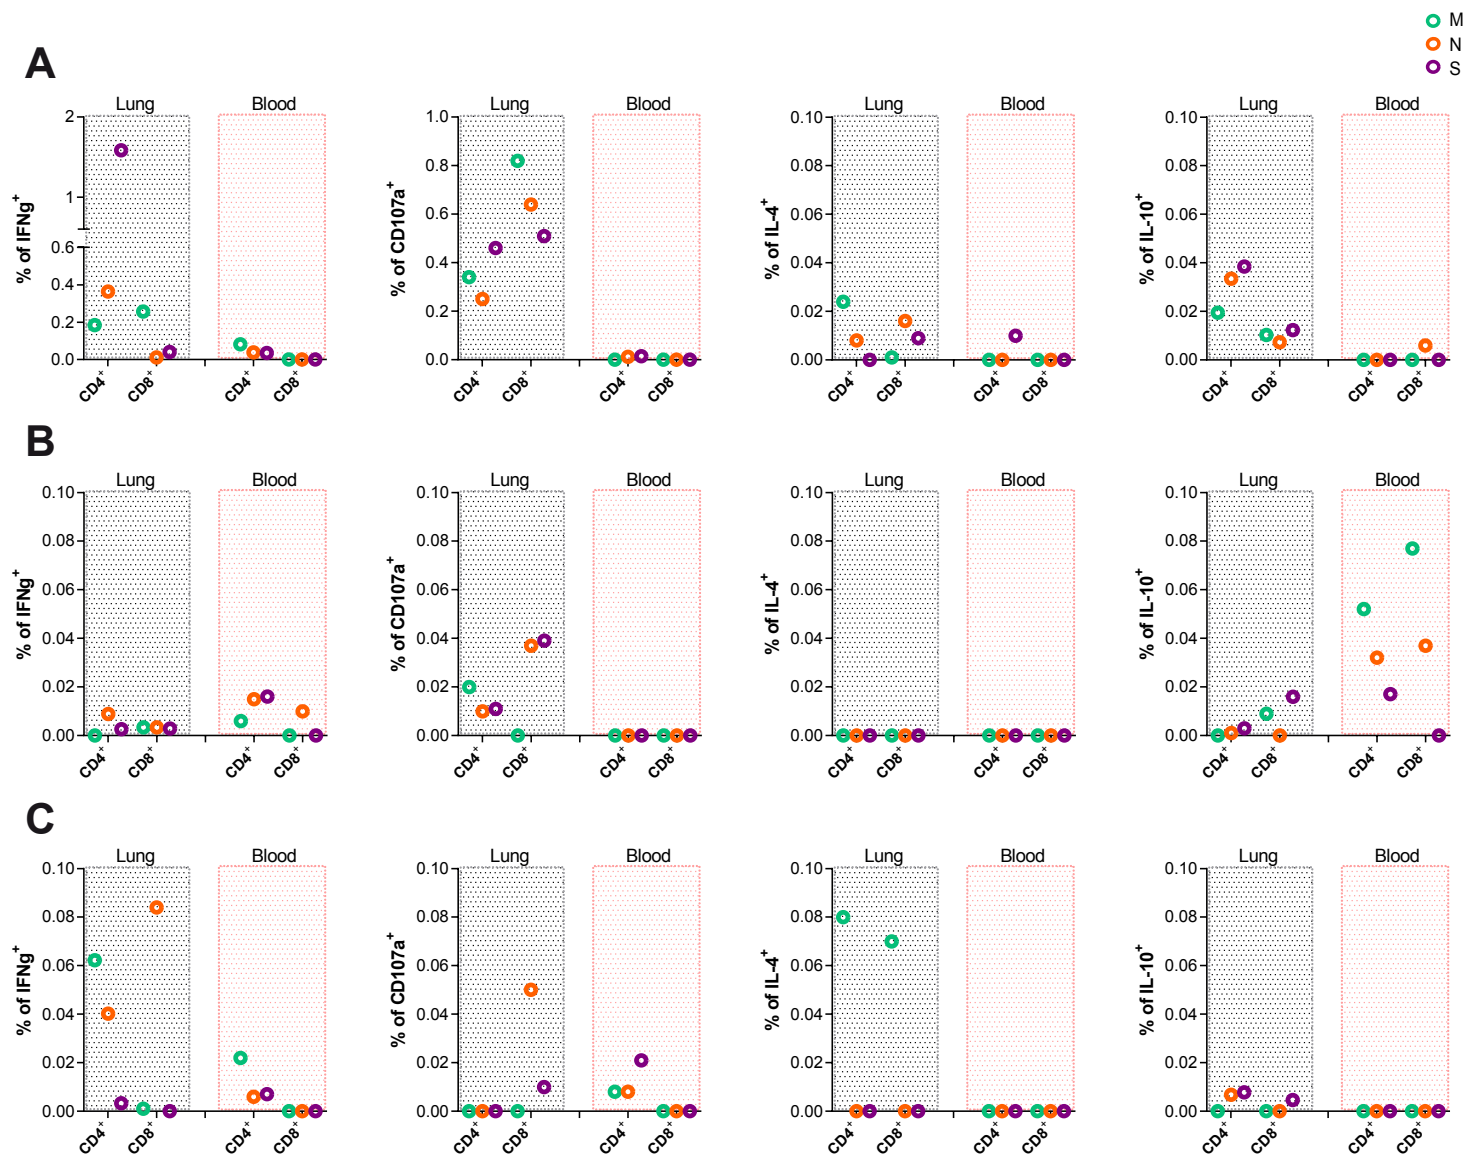 M
N
S
A
Lung Blood
% of IFNg+
2
1
0.6
0.4
0.2
0.0
CD4+ CD8+ CD4+ CD8+
Lung Blood
% of CD107a+
1.0
0.8
0.6
0.4
0.2
0.0
CD4+ CD8+ CD4+ CD8+
Lung Blood
% of IL-4+
0.10
0.08
0.06
0.04
0.02
0.00
CD4+ CD8+ CD4+ CD8+
Lung Blood
% of IL-10+
0.10
0.08
0.06
0.04
0.02
0.00
CD4+ CD8+ CD4+ CD8+
B
Lung Blood
% of IFNg+
0.10
0.08
0.06
0.04
0.02
0.00
CD4+ CD8+ CD4+ CD8+
Lung Blood
% of CD107a+
0.10
0.08
0.06
0.04
0.02
0.00
CD4+ CD8+ CD4+ CD8+
Lung Blood
% of IL-4+
0.10
0.08
0.06
0.04
0.02
0.00
CD4+ CD8+ CD4+ CD8+
Lung Blood
% of IL-10+
0.10
0.08
0.06
0.04
0.02
0.00
CD4+ CD8+ CD4+ CD8+
C
Lung Blood
% of IFNg+
0.10
0.08
0.06
0.04
0.02
0.00
CD4+ CD8+ CD4+ CD8+
Lung Blood
% of CD107a+
0.10
0.08
0.06
0.04
0.02
0.00
CD4+ CD8+ CD4+ CD8+
Lung Blood
% of IL-4+
0.10
0.08
0.06
0.04
0.02
0.00
CD4+ CD8+ CD4+ CD8+
Lung Blood
% of IL-10+
0.10
0.08
0.06
0.04
0.02
0.00
CD4+ CD8+ CD4+ CD8+